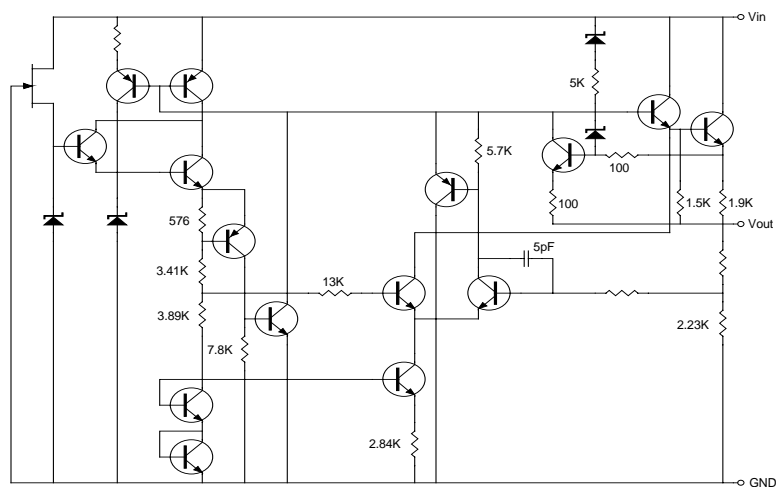 Vin
5K
5.7K
100
100
1.5K
1.9K
Vout
576
5pF
3.41K
13K
3.89K
2.23K
7.8K
2.84K
GND